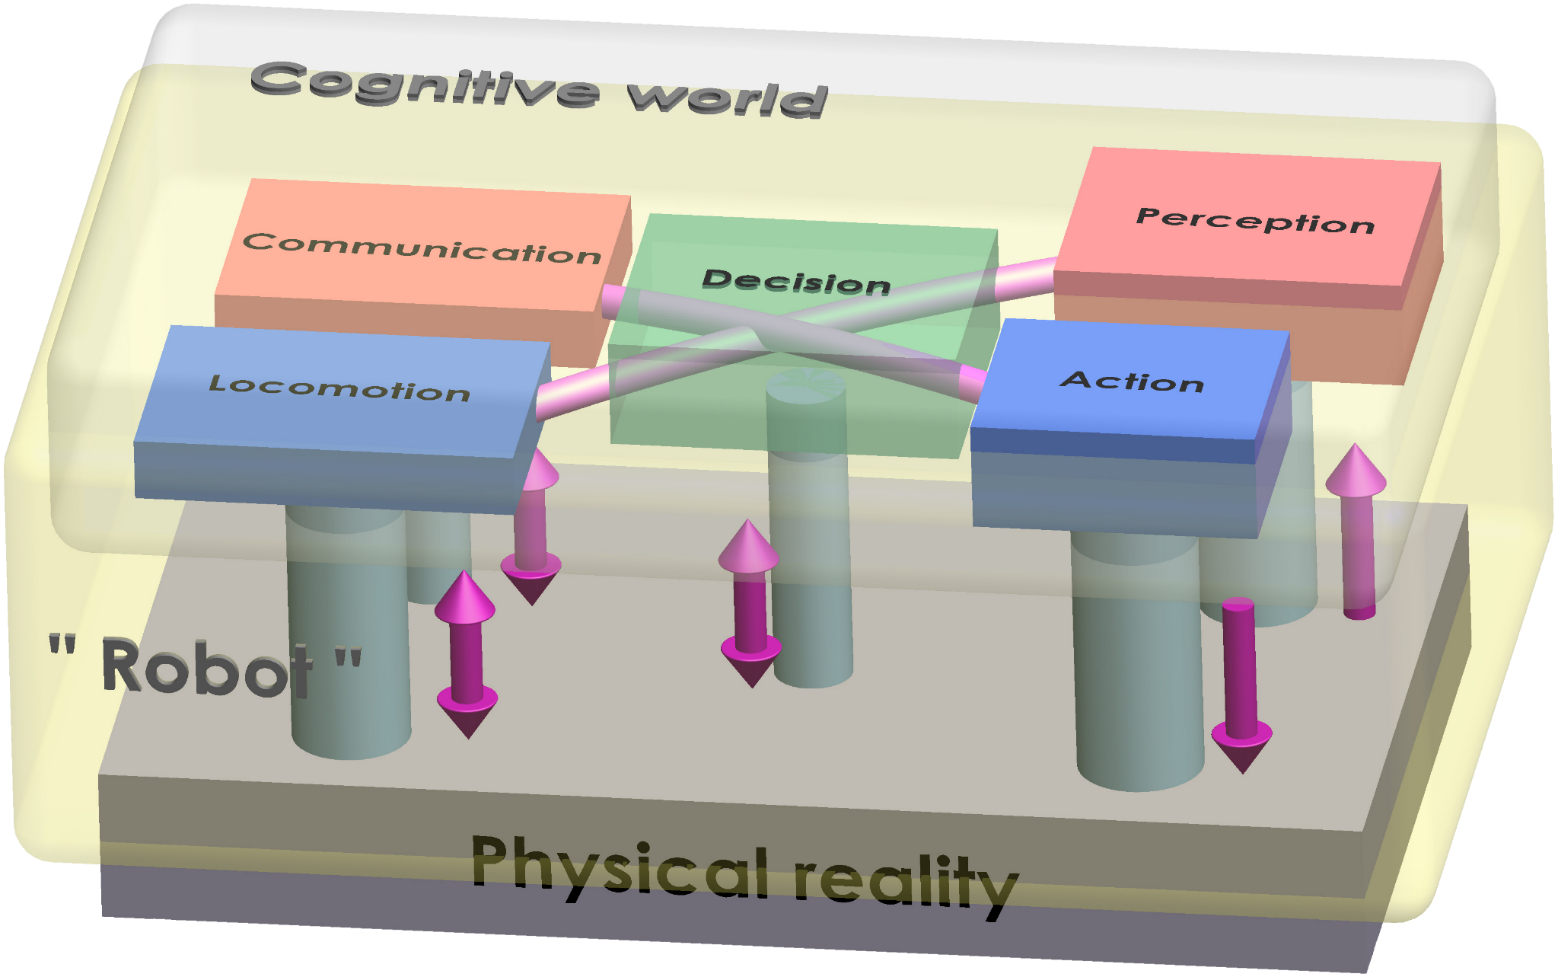 Cognitive world
Communication
Decision
Perception
Locomotion
Action
" Robot "
Physical reality